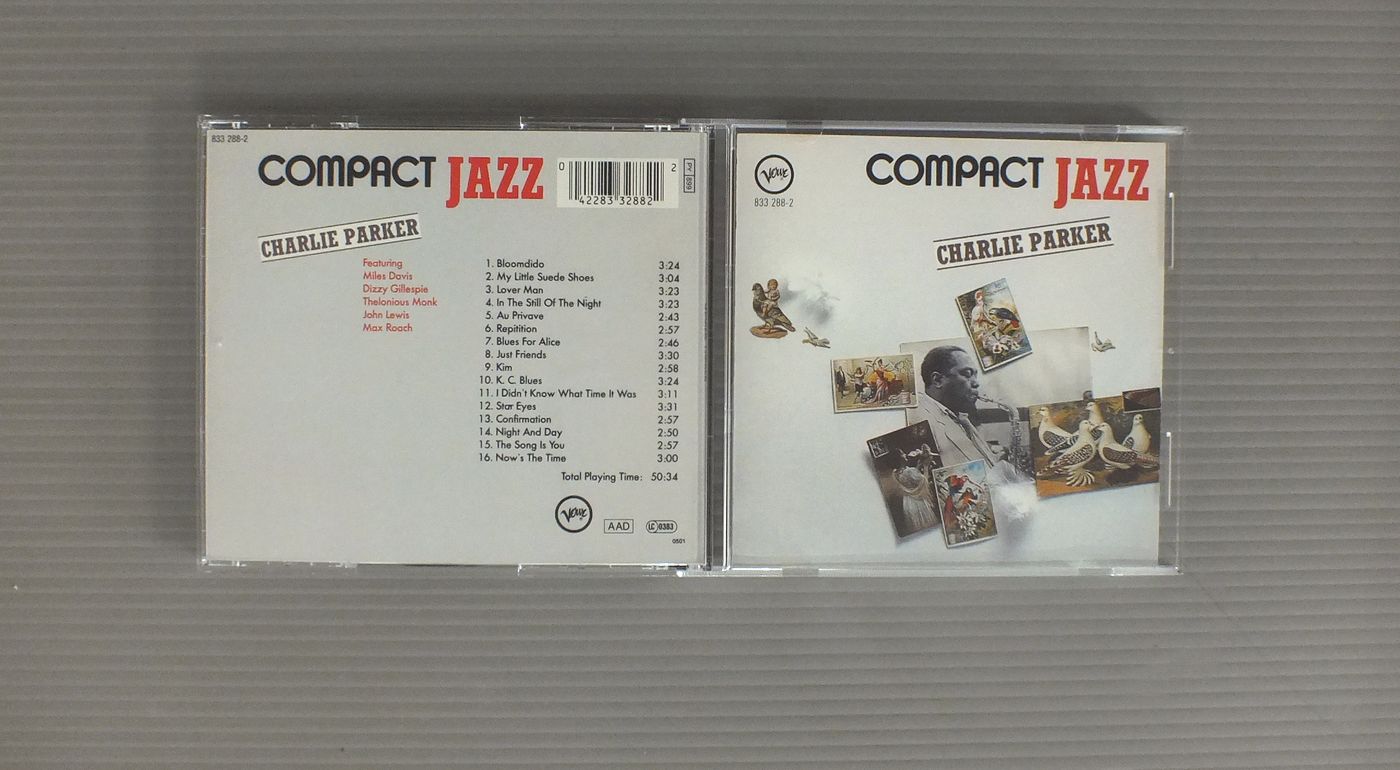 833 288-2
COMPACT JAZZ
0 42283 32882 2
PY 899
CHARLIE PARKER
Featuring
Miles Davis
Dizzy Gillespie
Thelonious Monk
John Lewis
Max Roach
1. Bloomdido 3:24
2. My Little Suede Shoes 3:04
3. Lover Man 3:23
4. In The Still Of The Night 3:23
5. Au Privave 2:43
6. Repitition 2:57
7. Blues For Alice 2:46
8. Just Friends 3:30
9. Kim 2:58
10. K. C. Blues 3:24
11. I Didn't Know What Time It Was 3:11
12. Star Eyes 3:31
13. Confirmation 2:57
14. Night And Day 2:50
15. The Song Is You 2:57
16. Now's The Time 3:00
Total Playing Time: 50:34
Verve
AAD
LC 0383
0501
Verve
833 288-2
COMPACT JAZZ
CHARLIE PARKER